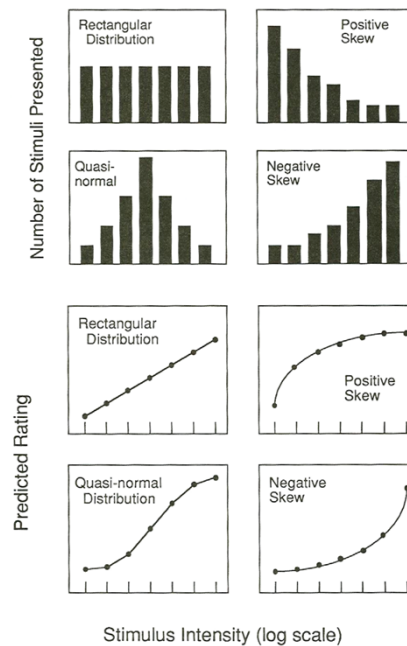 Number of Stimuli Presented
Rectangular
Distribution
Positive
Skew
Quasi-
normal
Negative
Skew
Predicted Rating
Rectangular
Distribution
Positive
Skew
Quasi-normal
Distribution
Negative
Skew
Stimulus Intensity (log scale)